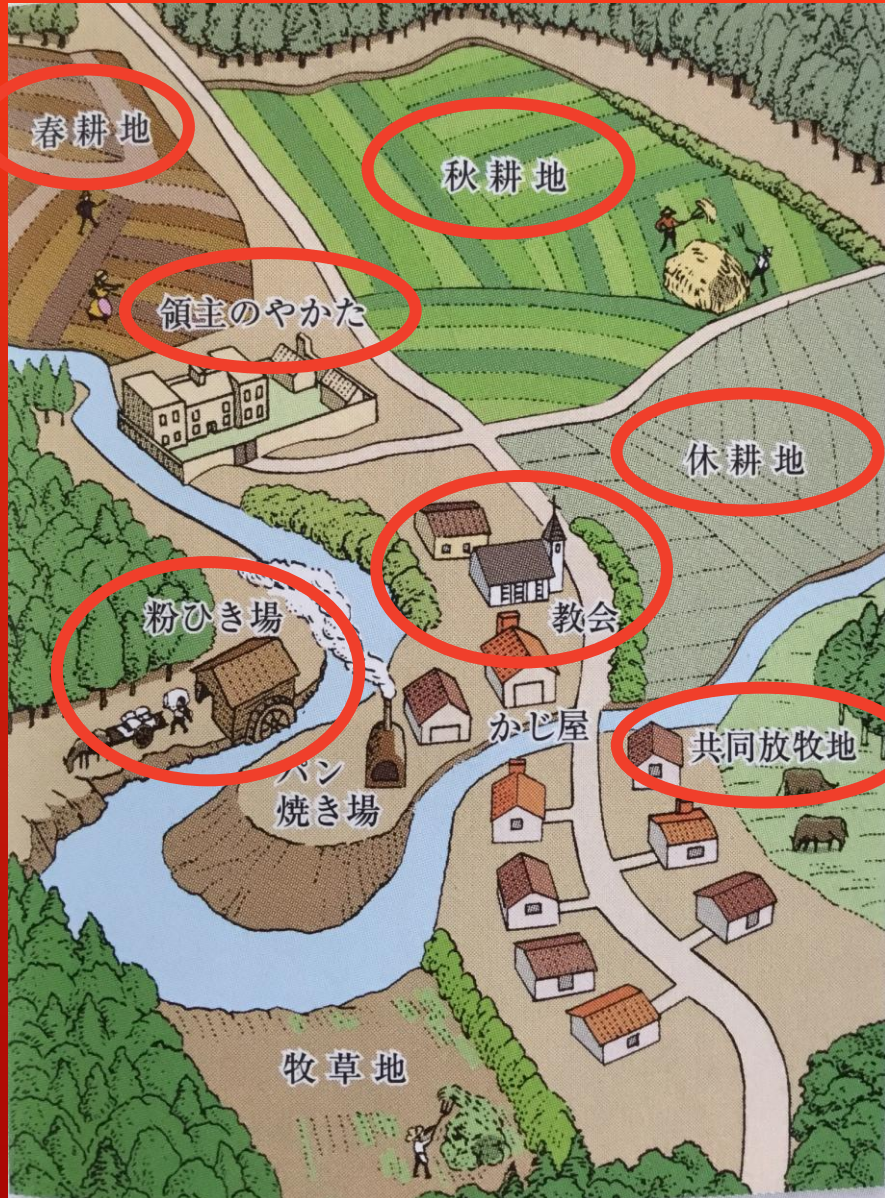 春耕地
秋耕地
領主のやかた
休耕地
教会
粉ひき場
かじ屋
共同放牧地
パン
焼き場
牧草地